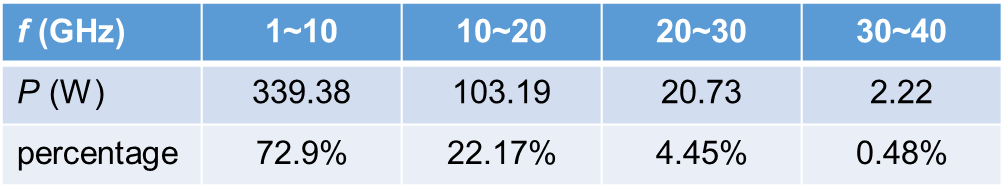 f (GHz) 1~10 10~20 20~30 30~40
P (W) 339.38 103.19 20.73 2.22
percentage 72.9% 22.17% 4.45% 0.48%